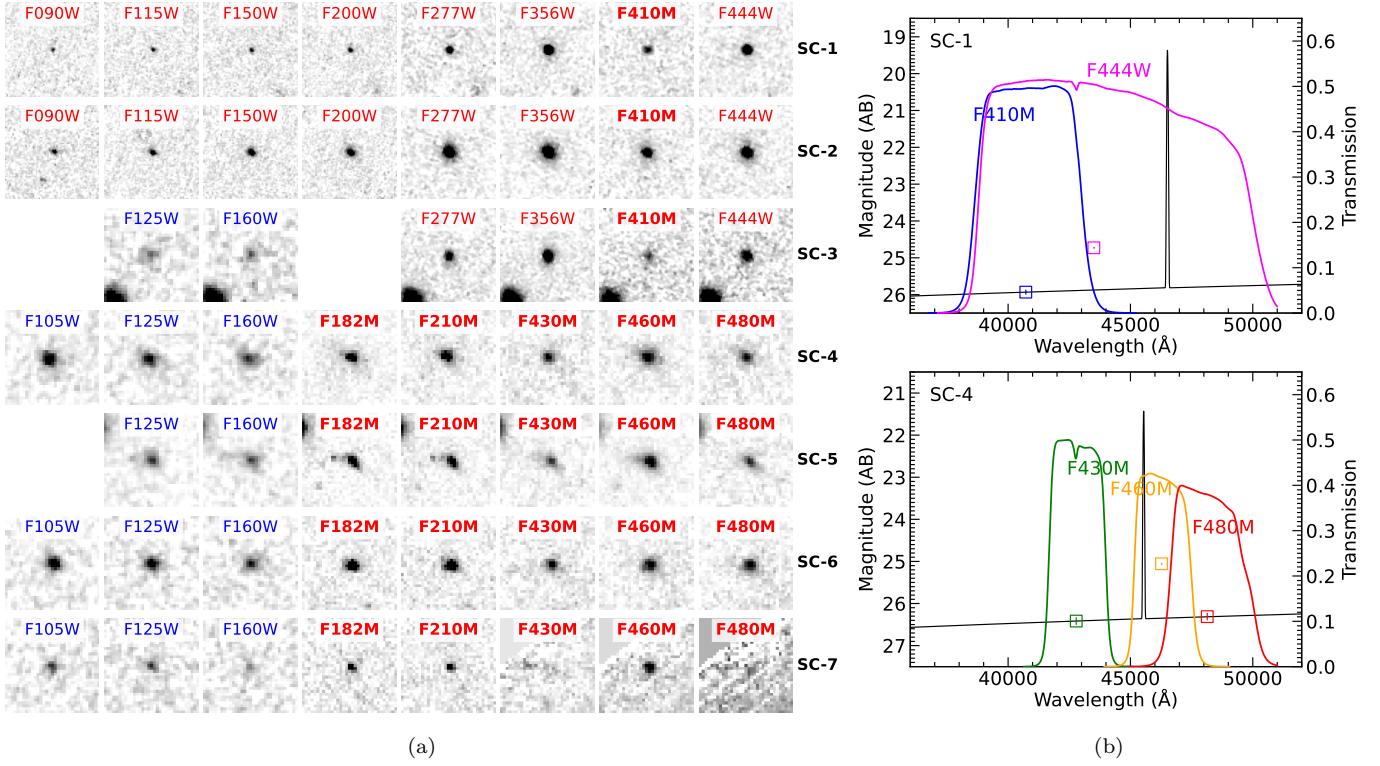 F090W F115W F150W F200W F277W F356W F410M F444W
SC-1
F090W F115W F150W F200W F277W F356W F410M F444W
SC-2
F125W F160W F277W F356W F410M F444W
SC-3
F105W F125W F160W F182M F210M F430M F460M F480M
SC-4
F125W F160W F182M F210M F430M F460M F480M
SC-5
F105W F125W F160W F182M F210M F430M F460M F480M
SC-6
F105W F125W F160W F182M F210M F430M F460M F480M
SC-7
(a)
SC-1
F444W
F410M
19
20
21
22
23
24
25
26
Magnitude (AB)
0.6
0.5
0.4
0.3
0.2
0.1
0.0
Transmission
40000 45000 50000
Wavelength (Å)
SC-4
F430M
F460M
F480M
21
22
23
24
25
26
27
Magnitude (AB)
0.6
0.5
0.4
0.3
0.2
0.1
0.0
Transmission
40000 45000 50000
Wavelength (Å)
(b)